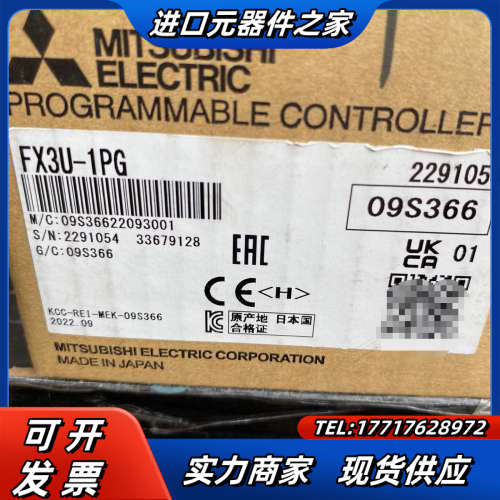 进口元器件之家
MITSUBISHI
ELECTRIC
PROGRAMMABLE CONTROLLER
FX3U-1PG
229105
09S366
M/C:09S36622093001
S/N:2291054 33679128
G/C:09S366
EAC
UK
CA
01
CE <H>
KCC-REI-MEK-09S366
2022.09
原产地 日本国
合格证
MITSUBISHI ELECTRIC CORPORATION
MADE IN JAPAN
TEL:17717628972
可开
发票
实力商家 现货供应